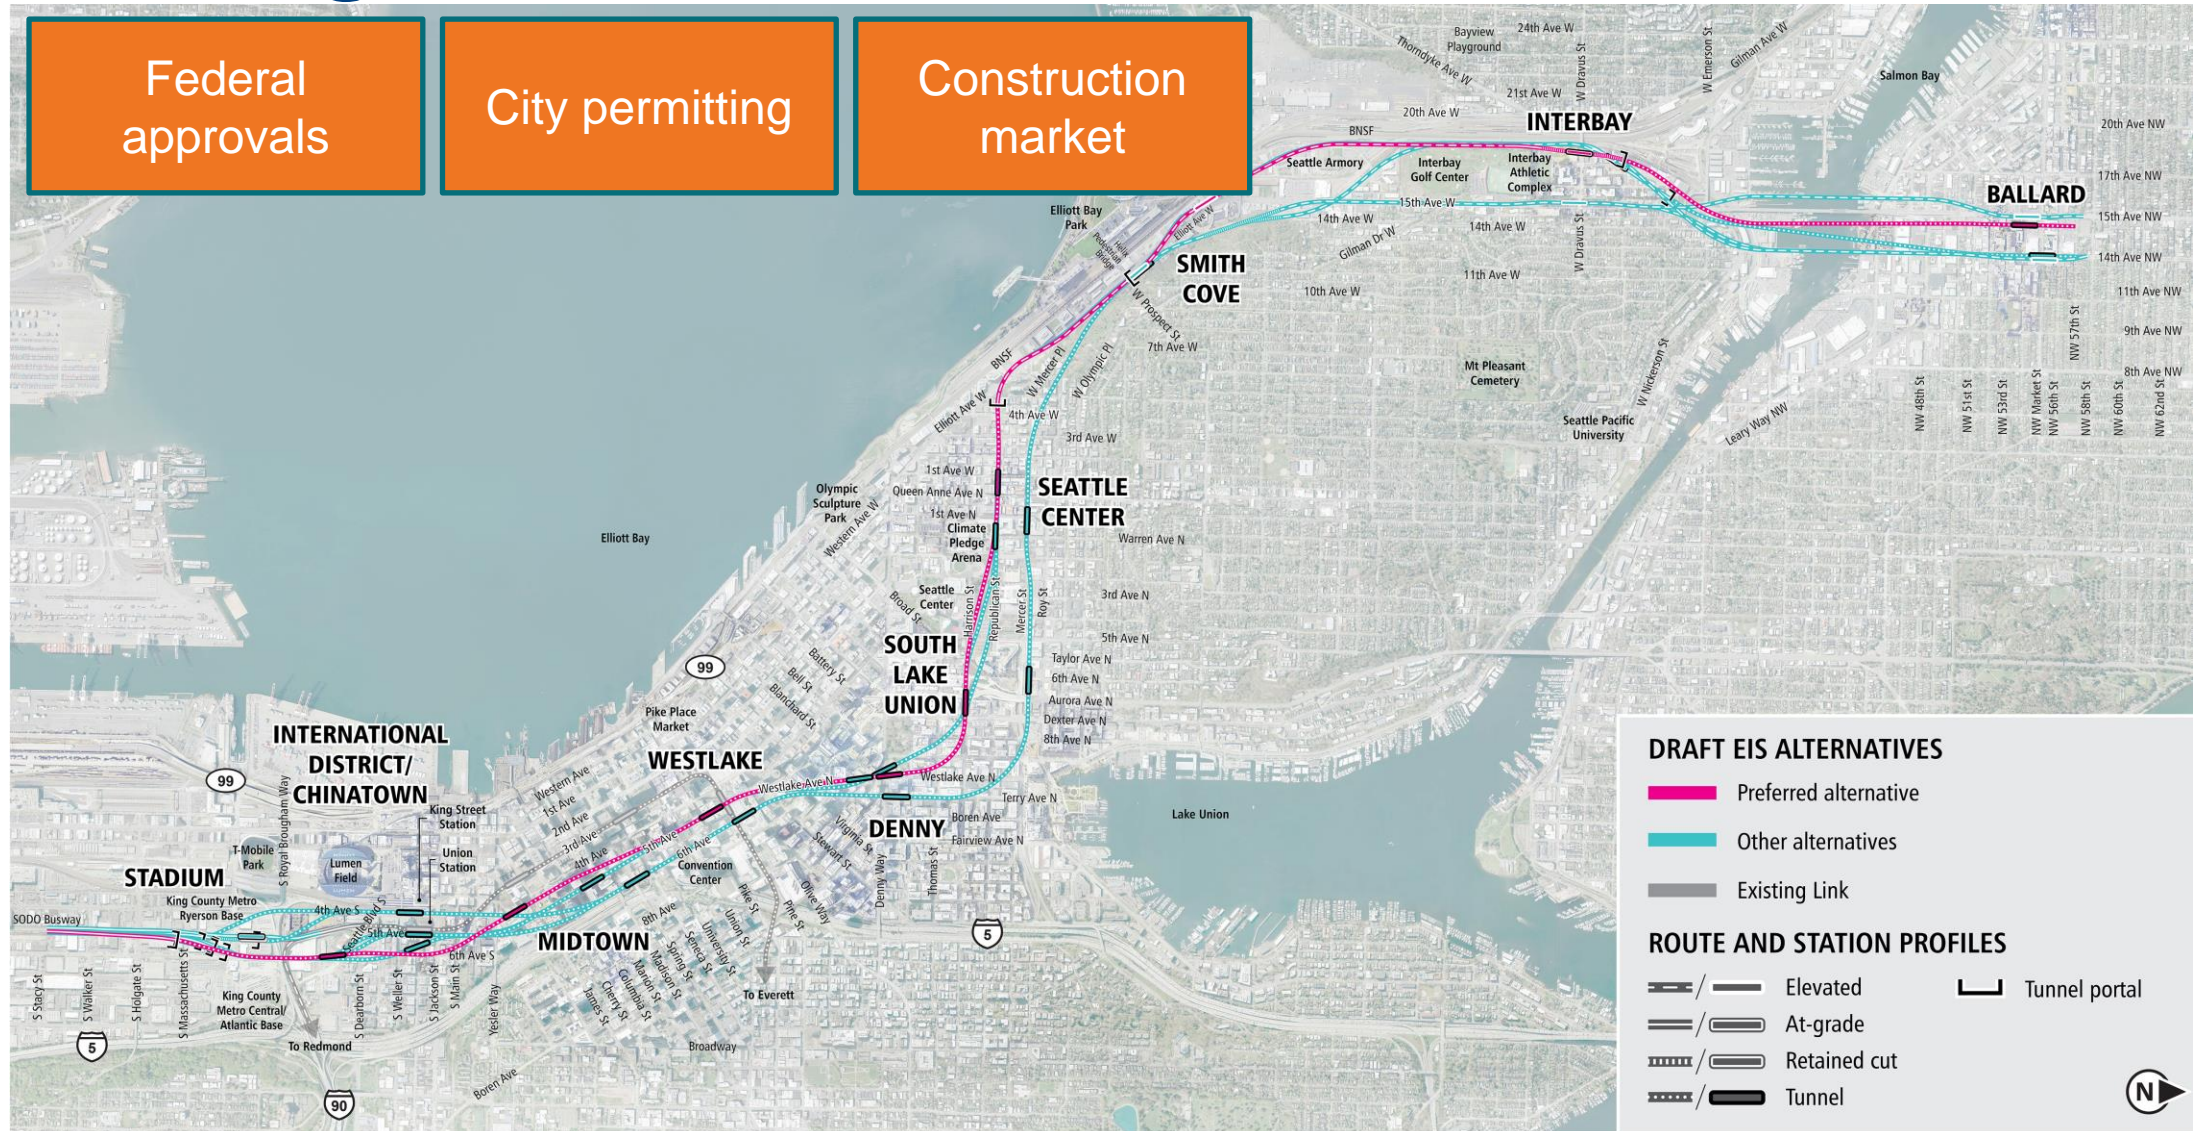 Federal
approvals
City permitting
Construction
market
24th Ave W
Bayview
Playground
Thorndyke Ave W
W Dravus St
W Emerson St
Gilman Ave W
Salmon Bay
21st Ave W
20th Ave W
INTERBAY
BNSF
20th Ave NW
Seattle Armory
Interbay
Golf Center
Interbay
Athletic
Complex
17th Ave NW
BALLARD
Elliott Bay
Park
Elliott Ave W
15th Ave W
14th Ave W
14th Ave W
15th Ave NW
Helix
Pedestrian
Bridge
Gilman Dr W
W Dravus St
14th Ave NW
SMITH
COVE
11th Ave W
10th Ave W
11th Ave NW
W Prospect St
7th Ave W
NW 57th St
9th Ave NW
BNSF
W Mercer Pl
W Olympic Pl
Mt Pleasant
Cemetery
W Nickerson St
8th Ave NW
NW 48th St
NW 51st St
NW 53rd St
NW Market St
NW 56th St
NW 58th St
NW 60th St
NW 62nd St
Elliott Ave W
4th Ave W
3rd Ave W
Seattle Pacific
University
Leary Way NW
1st Ave W
Queen Anne Ave N
1st Ave N
SEATTLE
CENTER
Olympic
Sculpture
Park
Western Ave W
Climate
Pledge
Arena
Elliott Bay
Warren Ave N
Seattle
Center
Broad St
Harrison St
Republican St
Mercer St
Roy St
3rd Ave N
5th Ave N
SOUTH
LAKE
UNION
99
Battery St
Bell St
Blanchard St
Taylor Ave N
6th Ave N
Aurora Ave N
Dexter Ave N
8th Ave N
Pike Place
Market
INTERNATIONAL
DISTRICT/
CHINATOWN
WESTLAKE
99
S Royal Brougham Way
Westlake Ave N
Westlake Ave N
Terry Ave N
Boren Ave
Fairview Ave N
Lake Union
King Street
Station
Union
Station
Western Ave
1st Ave
2nd Ave
3rd Ave
4th Ave
5th Ave
6th Ave
Virginia St
Stewart St
DENNY
Denny Way
Thomas St
T-Mobile
Park
Lumen
Field
Convention
Center
STADIUM
King County Metro
Ryerson Base
SODO Busway
4th Ave S
Seattle Blvd S
5th Ave
6th Ave S
MIDTOWN
8th Ave
Pike St
Pine St
Olive Way
Union St
University St
Seneca St
Spring St
Madison St
Marion St
Columbia St
Cherry St
James St
5
S Stacy St
S Walker St
S Holgate St
S Massachusetts St
King County
Metro Central/
Atlantic Base
S Dearborn St
S Weller St
S Jackson St
S Main St
Yesler Way
To Everett
5
To Redmond
Broadway
Boren Ave
90
DRAFT EIS ALTERNATIVES
Preferred alternative
Other alternatives
Existing Link
ROUTE AND STATION PROFILES
Elevated
Tunnel portal
At-grade
Retained cut
Tunnel
N